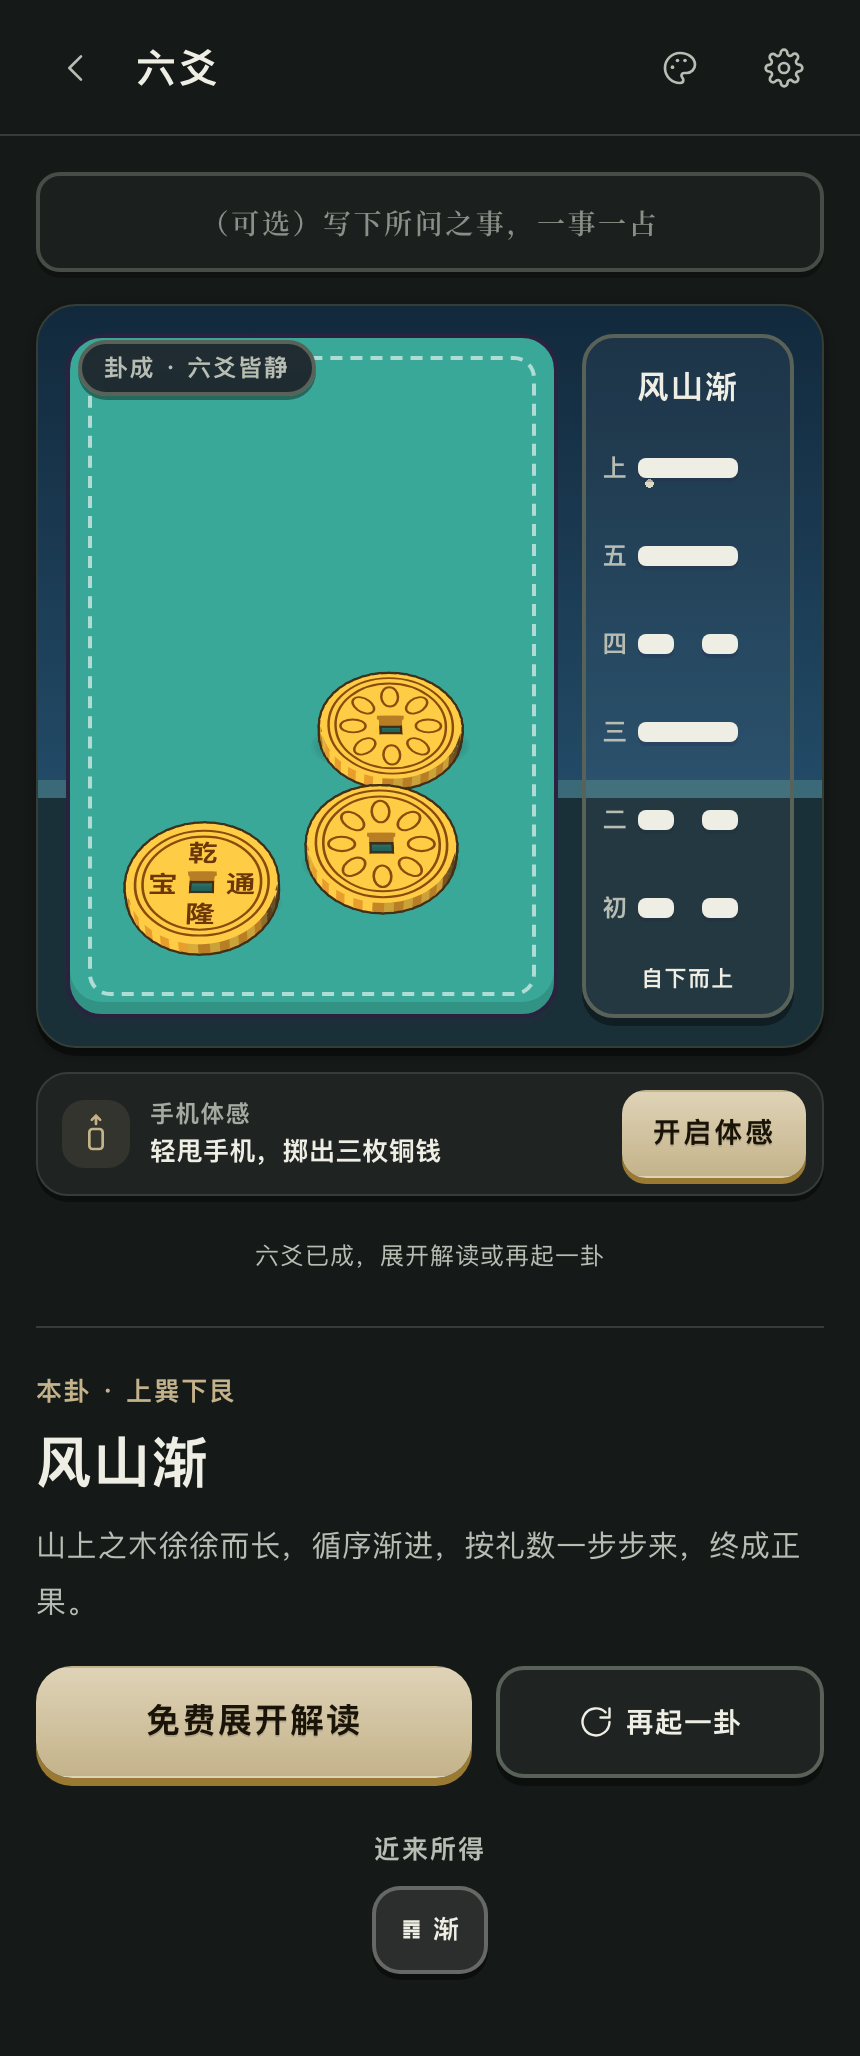 六爻
（可选）写下所问之事，一事一占
卦成 · 六爻皆静
风山渐
上
五
四
三
二
初
自下而上
乾
宝 通
隆
手机体感
轻甩手机，掷出三枚铜钱
开启体感
六爻已成，展开解读或再起一卦
本卦 · 上巽下艮
风山渐
山上之木徐徐而长，循序渐进，按礼数一步步来，终成正
果。
免费展开解读
再起一卦
近来所得
䷴ 渐